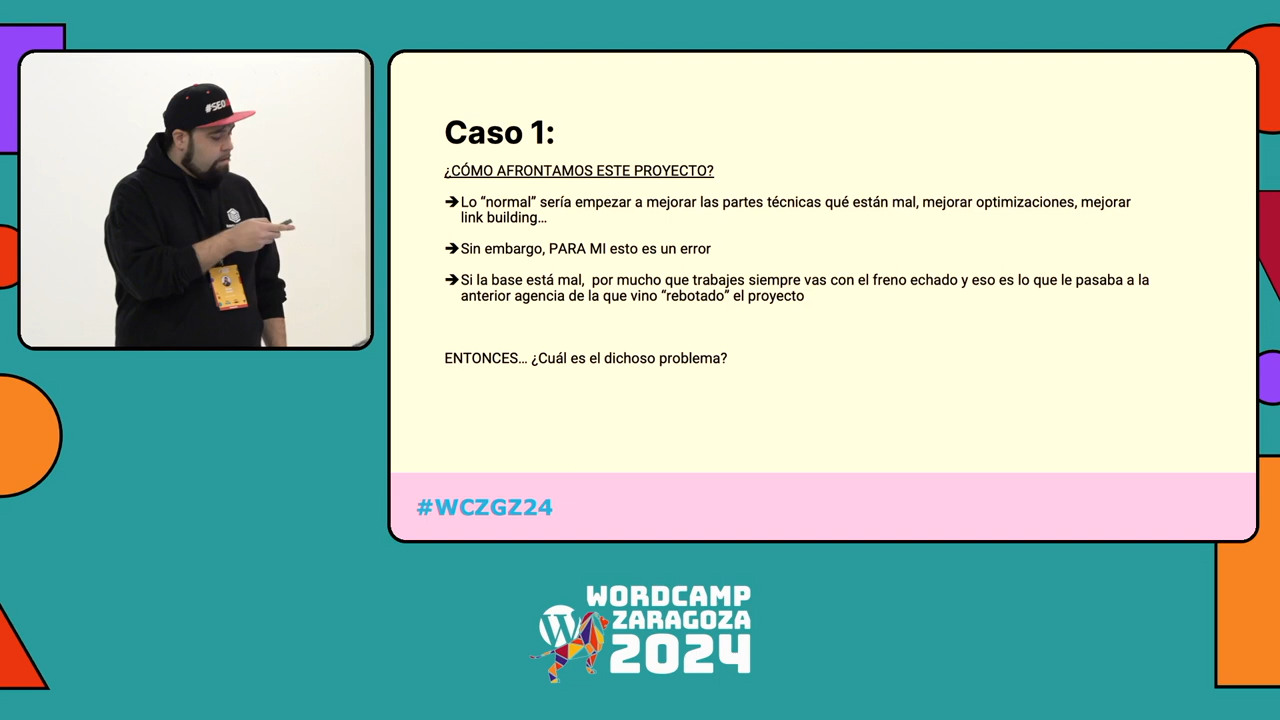 #SEO
Caso 1:
¿CÓMO AFRONTAMOS ESTE PROYECTO?
➔Lo “normal” sería empezar a mejorar las partes técnicas qué están mal, mejorar optimizaciones, mejorar
link building…
➔Sin embargo, PARA MI esto es un error
➔Si la base está mal,  por mucho que trabajes siempre vas con el freno echado y eso es lo que le pasaba a la
anterior agencia de la que vino “rebotado” el proyecto
ENTONCES… ¿Cuál es el dichoso problema?
#WCZGZ24
WORDCAMP
ZARAGOZA
2024